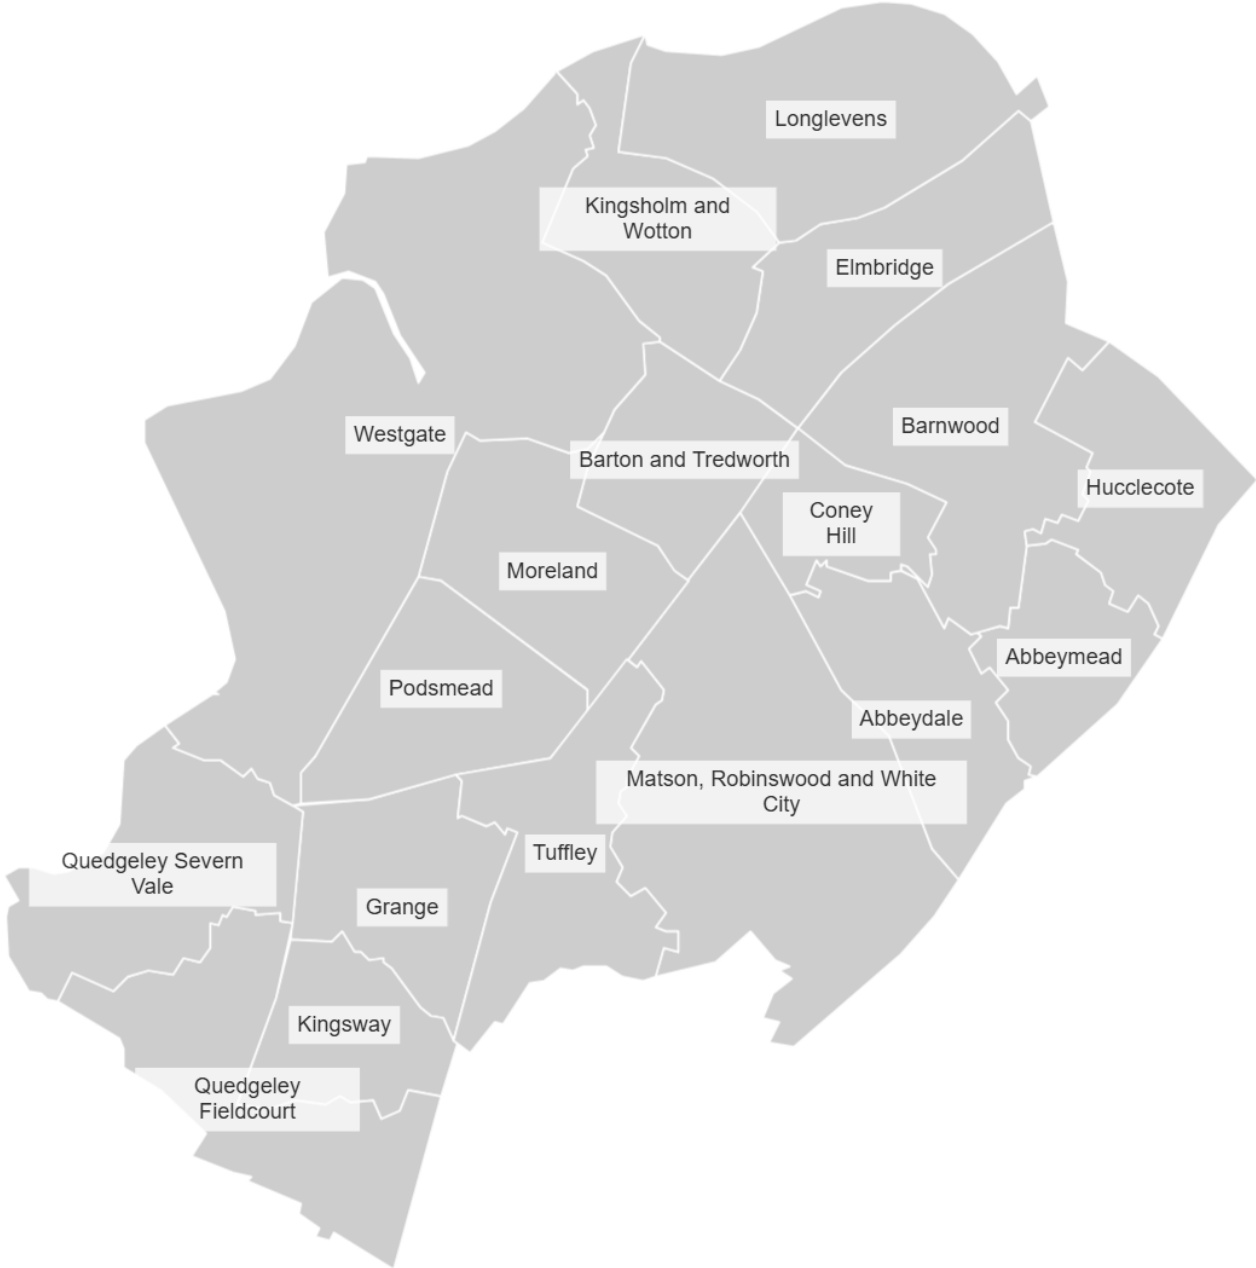 Longlevens
Kingsholm and
Wotton
Elmbridge
Barnwood
Westgate
Barton and Tredworth
Hucclecote
Coney
Hill
Moreland
Abbeymead
Podsmead
Abbeydale
Matson, Robinswood and White
City
Tuffley
Quedgeley Severn
Vale
Grange
Kingsway
Quedgeley
Fieldcourt